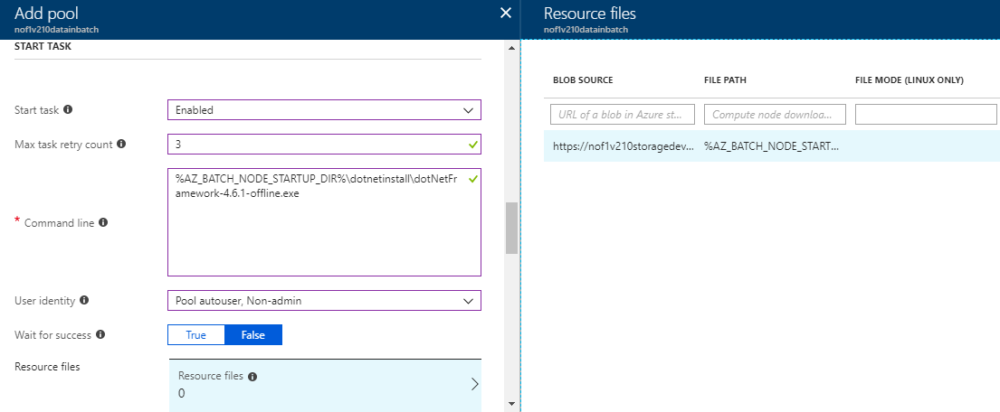 Add pool
nof1v210datainbatch
START TASK
Start task
Enabled
Max task retry count
3
%AZ_BATCH_NODE_STARTUP_DIR%\dotnetinstall\dotNetFr
amework-4.6.1-offline.exe
* Command line
User identity
Pool autouser, Non-admin
Wait for success
True
False
Resource files
Resource files
0
Resource files
nof1v210datainbatch
BLOB SOURCE
FILE PATH
FILE MODE (LINUX ONLY)
URL of a blob in Azure st...
Compute node downloa...
https://nof1v210storagedev...
%AZ_BATCH_NODE_START...